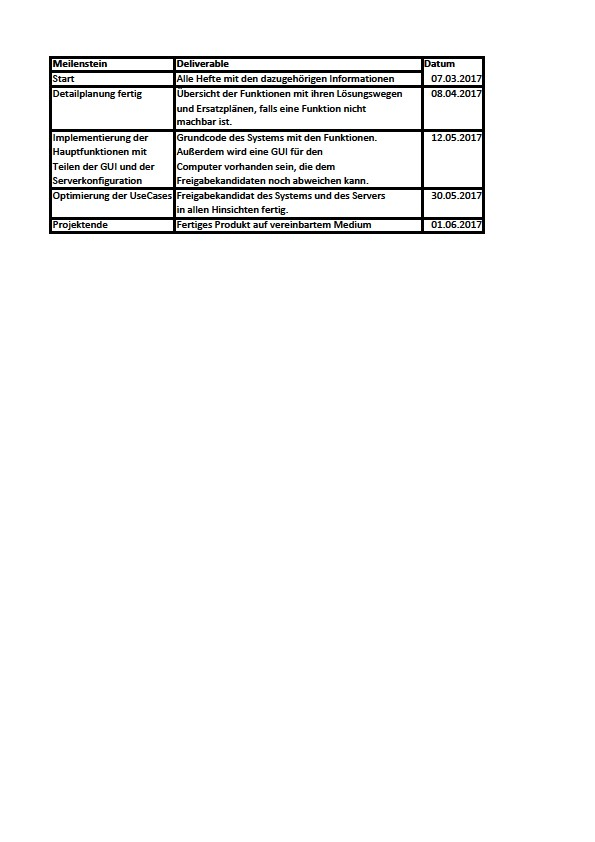 Meilenstein Deliverable Datum
Start Alle Hefte mit den dazugehörigen Informationen 07.03.2017
Detailplanung fertig Übersicht der Funktionen mit ihren Lösungswegen 08.04.2017
und Ersatzplänen, falls eine Funktion nicht
machbar ist.
Implementierung der Grundcode des Systems mit den Funktionen. 12.05.2017
Hauptfunktionen mit Außerdem wird eine GUI für den
Teilen der GUI und der Computer vorhanden sein, die dem
Serverkonfiguration Freigabekandidaten noch abweichen kann.
Optimierung der UseCases Freigabekandidat des Systems und des Servers 30.05.2017
in allen Hinsichten fertig.
Projektende Fertiges Produkt auf vereinbartem Medium 01.06.2017